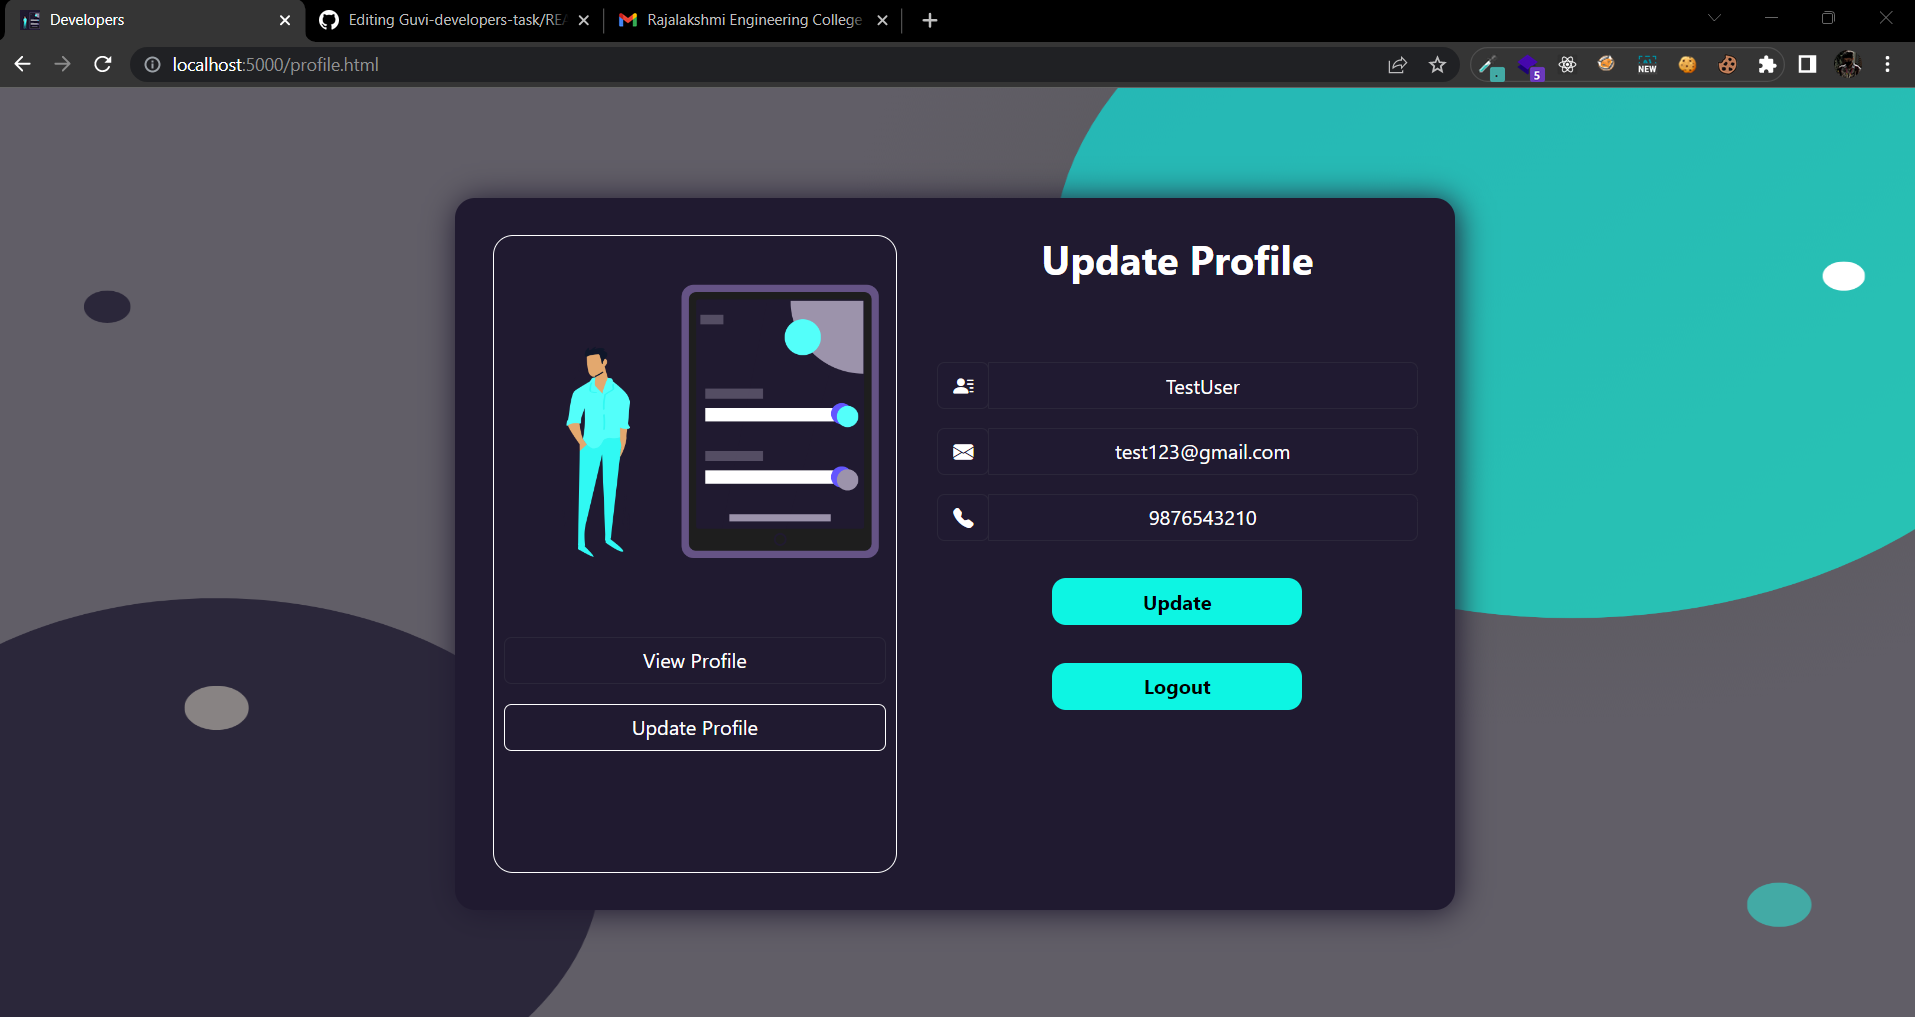 Developers
Editing Guvi-developers-task/REA
Rajalakshmi Engineering College
localhost:5000/profile.html
5
NEW
Update Profile
TestUser
test123@gmail.com
9876543210
Update
Logout
View Profile
Update Profile